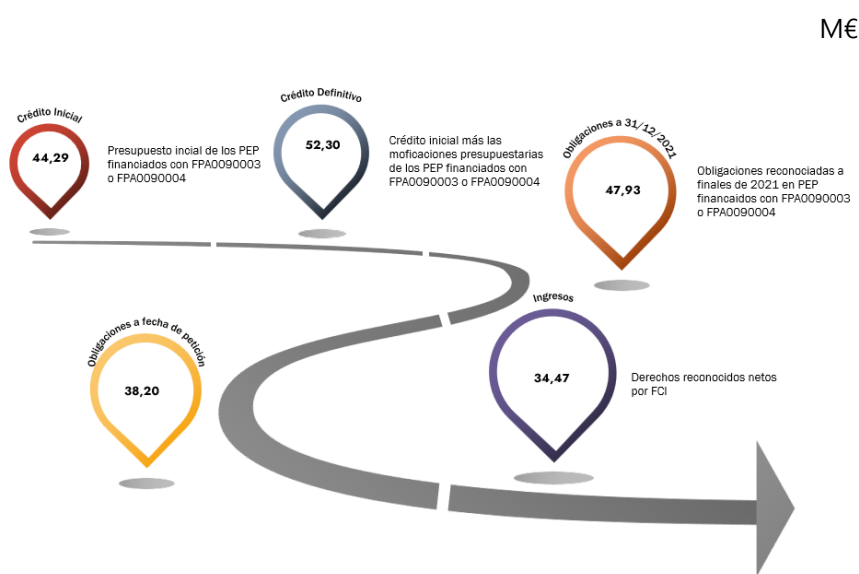 M€
Crédito Inicial
44,29
Presupuesto incial de los PEP
financiados con FPA0090003
o FPA0090004
Crédito Definitivo
52,30
Crédito inicial más las
moficaciones presupuestarias
de los PEP financiados con
FPA0090003 o FPA0090004
Obligaciones a 31/12/2021
47,93
Obligaciones reconociadas a
finales de 2021 en PEP
financaidos con FPA0090003
o FPA0090004
Obligaciones a fecha de petición
38,20
Ingresos
34,47
Derechos reconocidos netos
por FCI